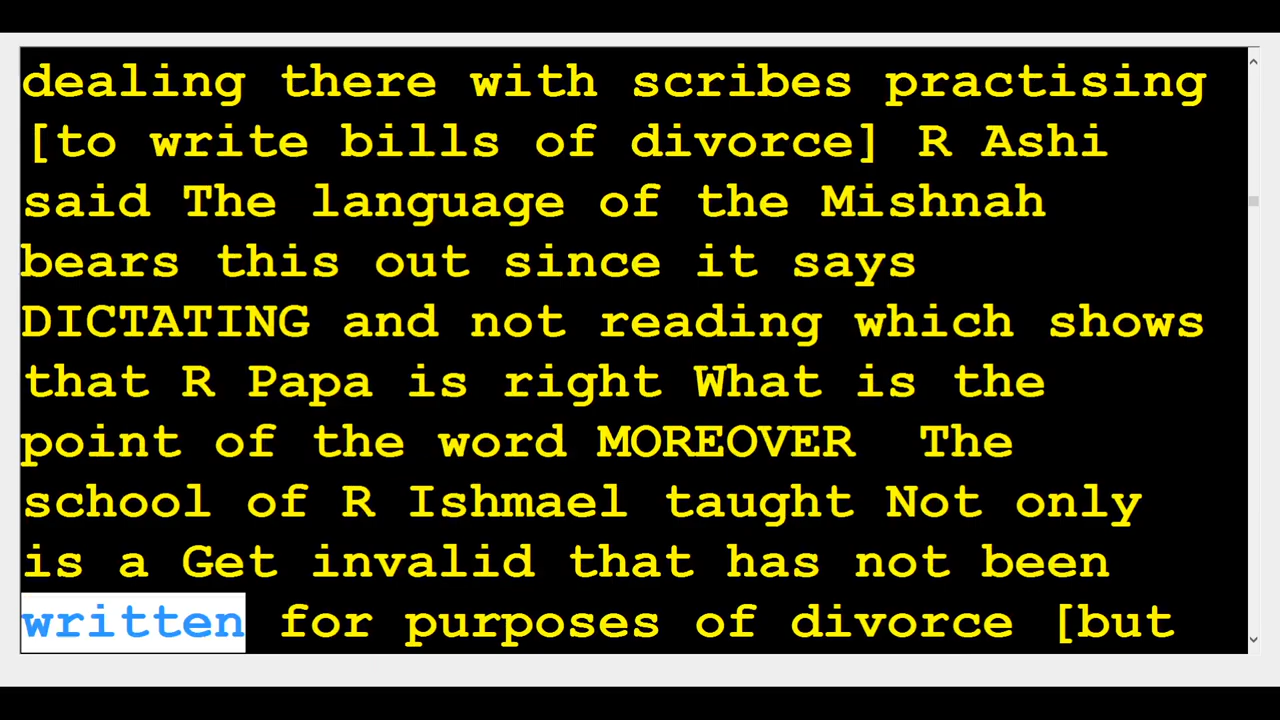 dealing there with scribes practising
[to write bills of divorce] R Ashi
said The language of the Mishnah
bears this out since it says
DICTATING and not reading which shows
that R Papa is right What is the
point of the word MOREOVER  The
school of R Ishmael taught Not only
is a Get invalid that has not been
written for purposes of divorce [but